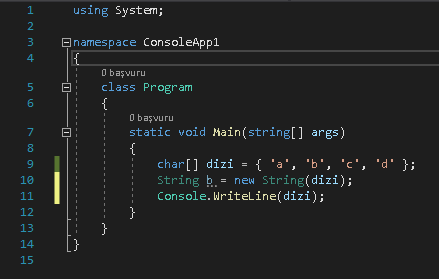 1 using System;
2
3 namespace ConsoleApp1
4 {
0 başvuru
5 class Program
6 {
0 başvuru
7 static void Main(string[] args)
8 {
9 char[] dizi = { 'a', 'b', 'c', 'd' };
10 String b = new String(dizi);
11 Console.WriteLine(dizi);
12 }
13 }
14 }
15